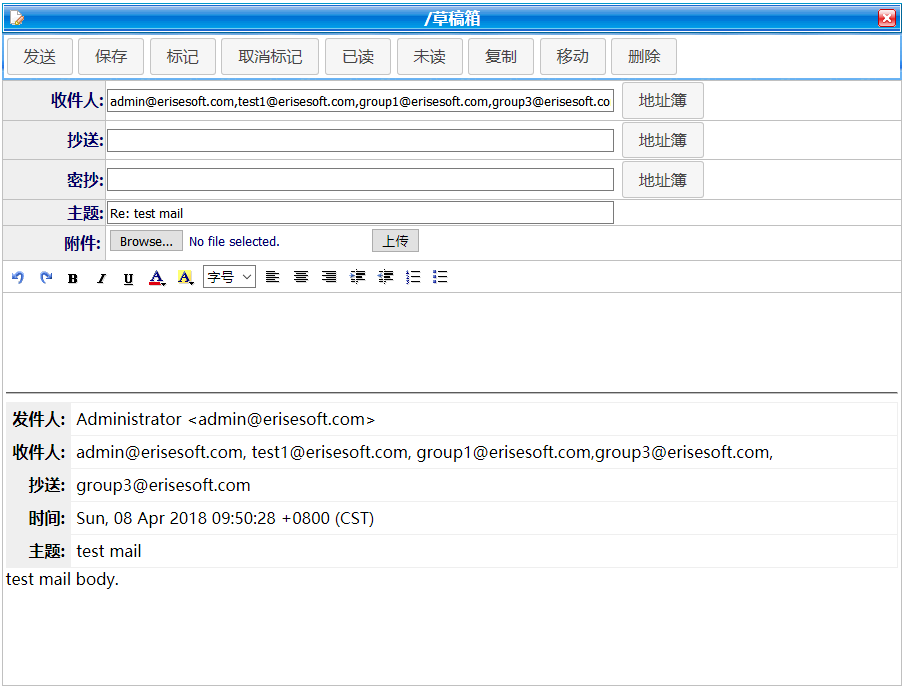 /草稿箱
发送 保存 标记 取消标记 已读 未读 复制 移动 删除
收件人: admin@erisesoft.com,test1@erisesoft.com,group1@erisesoft.com,group3@erisesoft.co 地址簿
抄送: 地址簿
密抄: 地址簿
主题: Re: test mail
附件: Browse... No file selected. 上传
B I U A A 字号
发件人: Administrator <admin@erisesoft.com>
收件人: admin@erisesoft.com, test1@erisesoft.com, group1@erisesoft.com,group3@erisesoft.com,
抄送: group3@erisesoft.com
时间: Sun, 08 Apr 2018 09:50:28 +0800 (CST)
主题: test mail
test mail body.